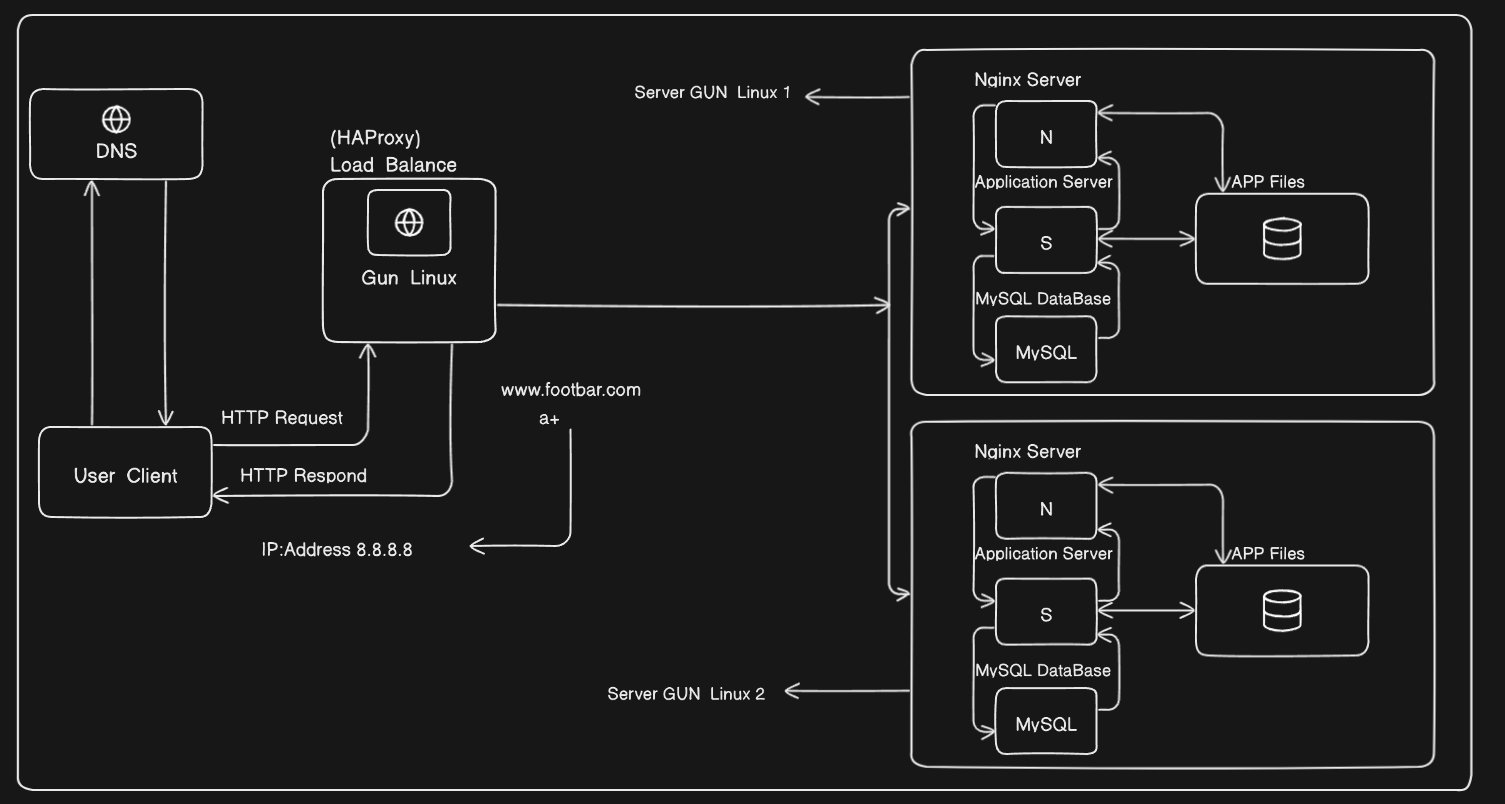 DNS
User Client
(HAProxy)
Load Balance
Gun Linux
HTTP Request
HTTP Respond
www.footbar.com
a+
IP:Address 8.8.8.8
Server GUN Linux 1
Nginx Server
N
Application Server
S
MySQL DataBase
MySQL
APP Files
Server GUN Linux 2
Nginx Server
N
Application Server
S
MySQL DataBase
MySQL
APP Files